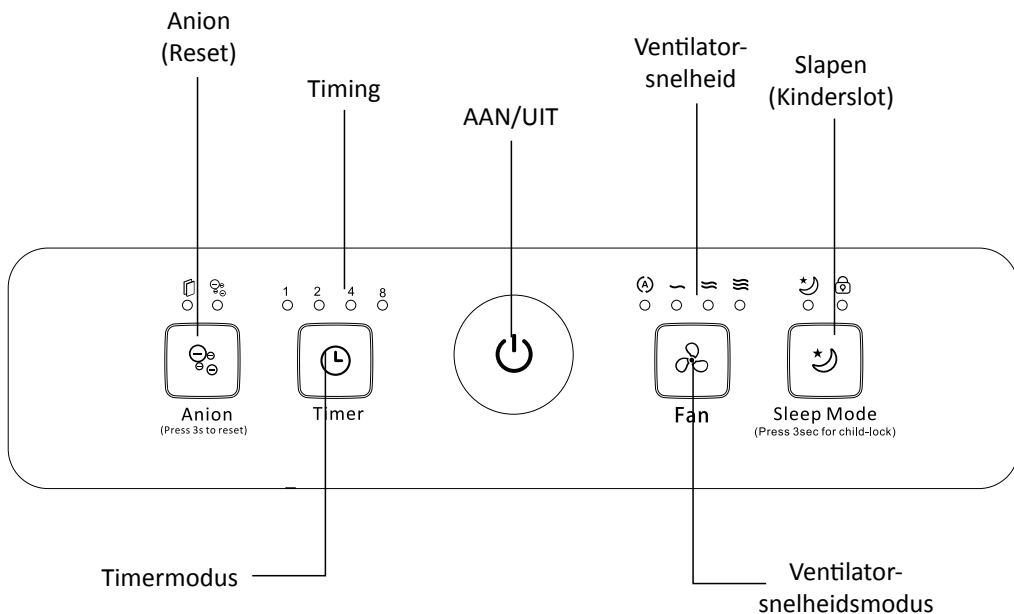 Anion
(Reset)
Timing
AAN/UIT
Ventilator-
snelheid
Slapen
(Kinderslot)
1 2 4 8
A
Anion
(Press 3s to reset)
Timer
Fan
Sleep Mode
(Press 3sec for child-lock)
Timermodus
Ventilator-
snelheidsmodus